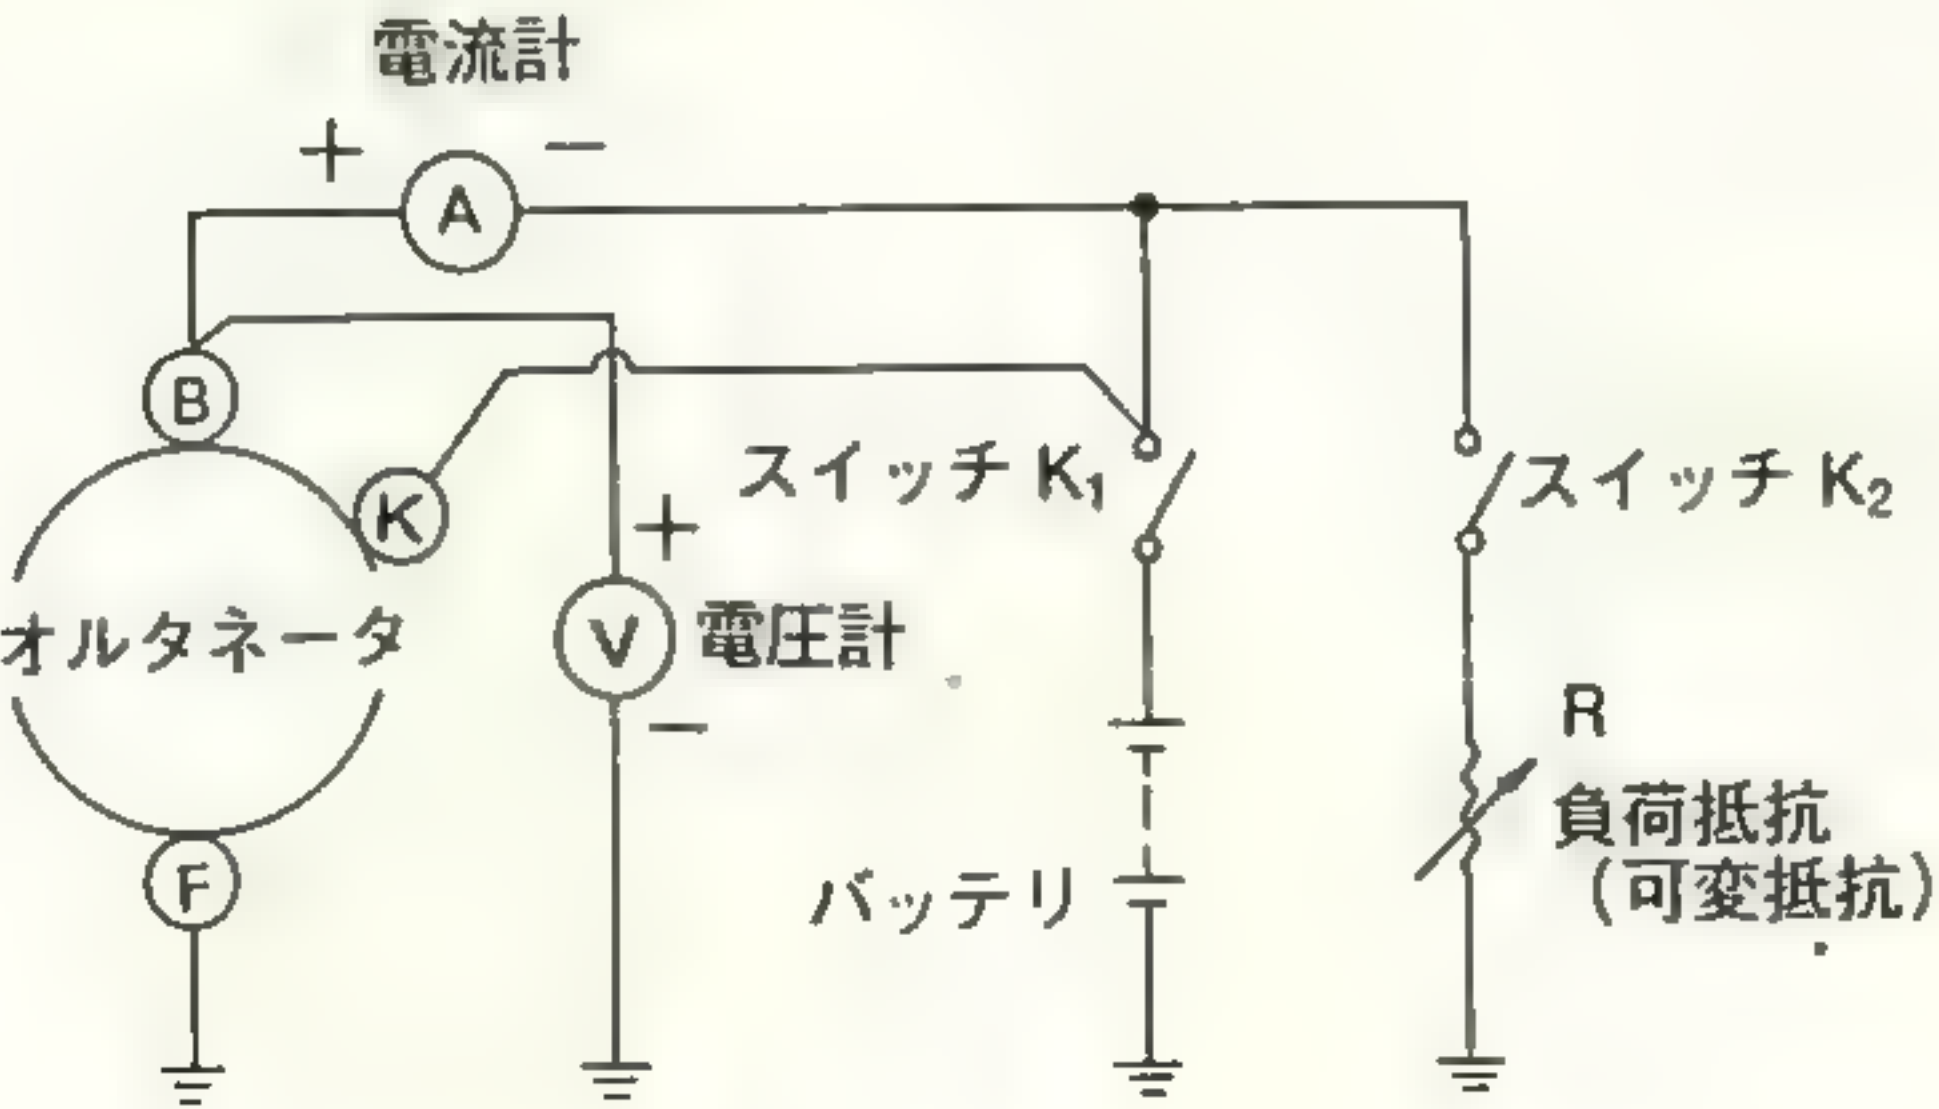 電流計
+ −
A
B
K
スイッチ K₁
スイッチ K₂
+
オルタネータ
V
電圧計
−
R
負荷抵抗
(可変抵抗)
F
バッテリ